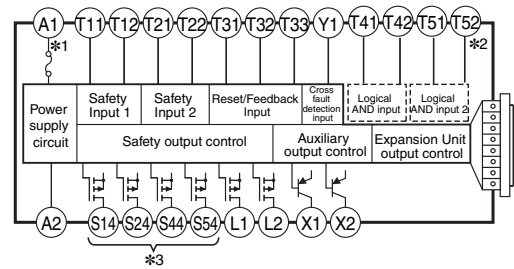 A1 T11 T12 T21 T22 T31 T32 T33 Y1 T41 T42 T51 T52
*1
*2
Power supply circuit
Safety Input 1
Safety Input 2
Reset/Feedback Input
Cross fault detection input
Logical AND input
Logical AND input 2
Safety output control
Auxiliary output control
Expansion Unit output control
A2 S14 S24 S44 S54 L1 L2 X1 X2
*3